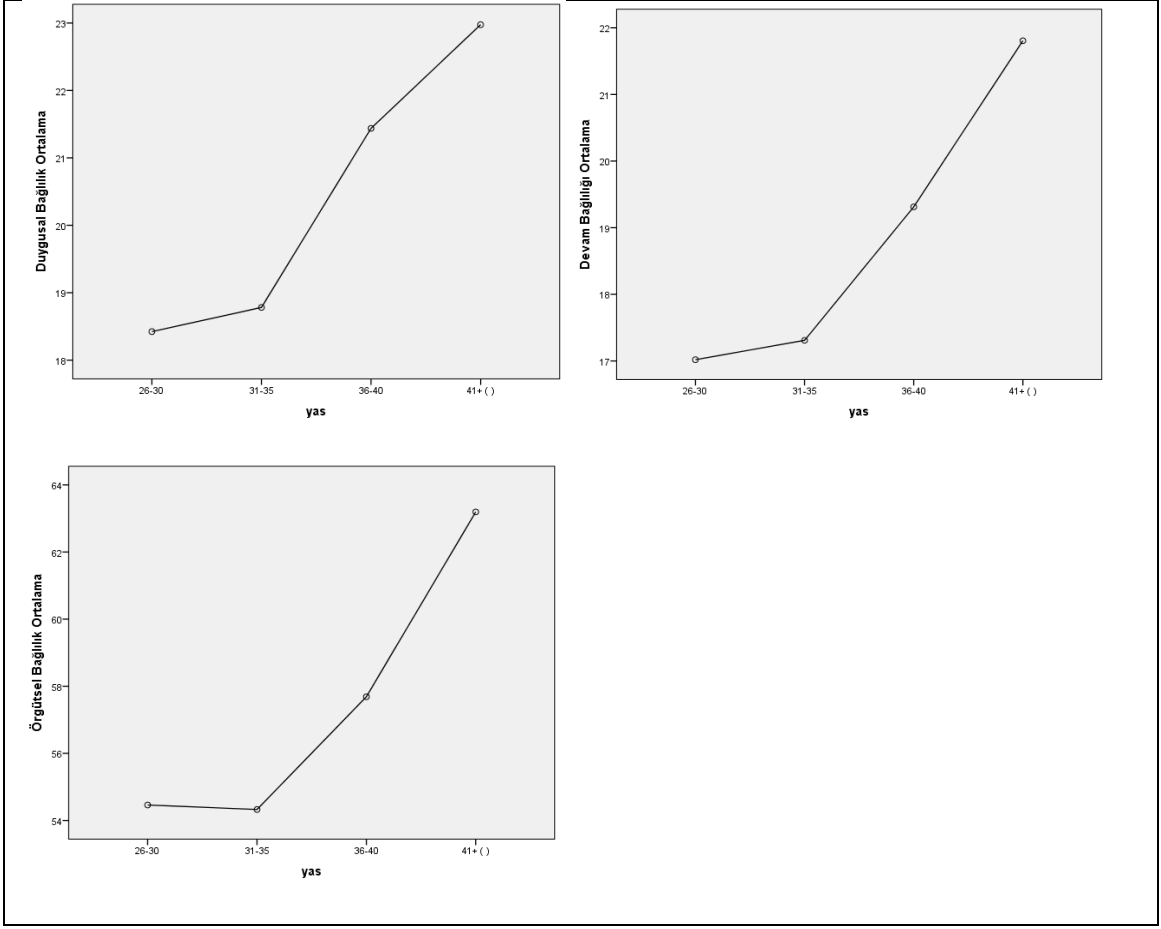 Duygusal Bağlılık Ortalama
23
22
21
20
19
18
26-30 31-35 36-40 41+ ( )
yas
Devam Bağlılığı Ortalama
22
21
20
19
18
17
26-30 31-35 36-40 41+ ( )
yas
Örgütsel Bağlılık Ortalama
64
62
60
58
56
54
26-30 31-35 36-40 41+ ( )
yas